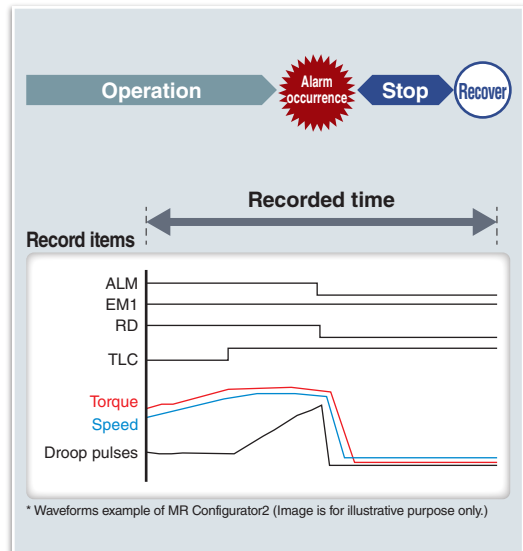 Operation
Alarm
occurrence
Stop
Recover
Recorded time
Record items
ALM
EM1
RD
TLC
Torque
Speed
Droop pulses
* Waveforms example of MR Configurator2 (Image is for illustrative purpose only.)